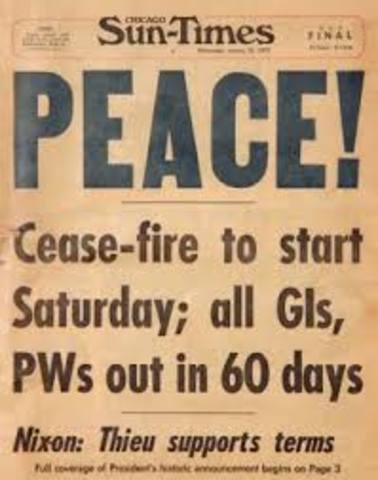 CHICAGO
Sun-Times
FINAL
PEACE!
Cease-fire to start
Saturday; all GIs,
PWs out in 60 days
Nixon: Thieu supports terms
Full coverage of President's historic announcement begins on Page 3